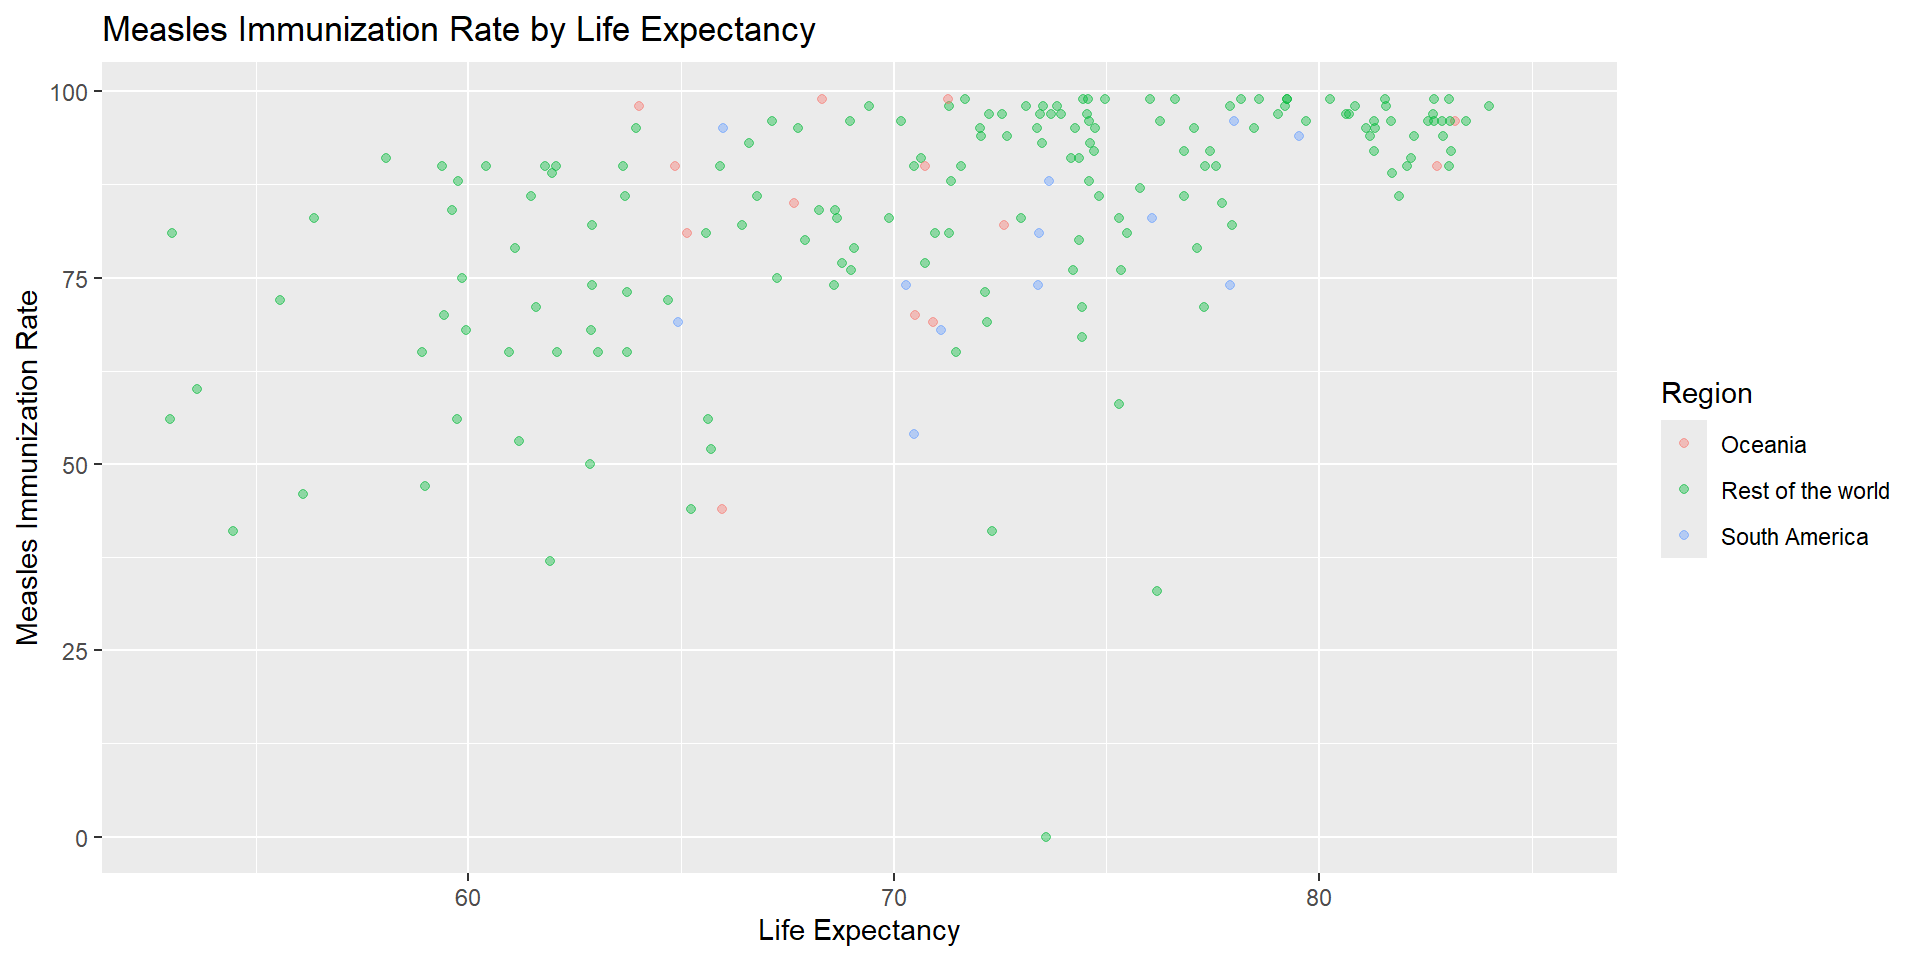 Measles Immunization Rate by Life Expectancy
Measles Immunization Rate
100
75
50
25
0
60 70 80
Life Expectancy
Region
Oceania
Rest of the world
South America